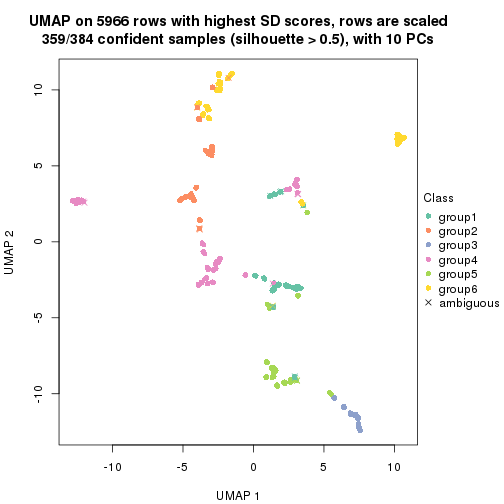 UMAP on 5966 rows with highest SD scores, rows are scaled
359/384 confident samples (silhouette > 0.5), with 10 PCs
10
5
0
-5
-10
UMAP 2
-10
-5
0
5
10
UMAP 1
Class
group1
group2
group3
group4
group5
group6
ambiguous